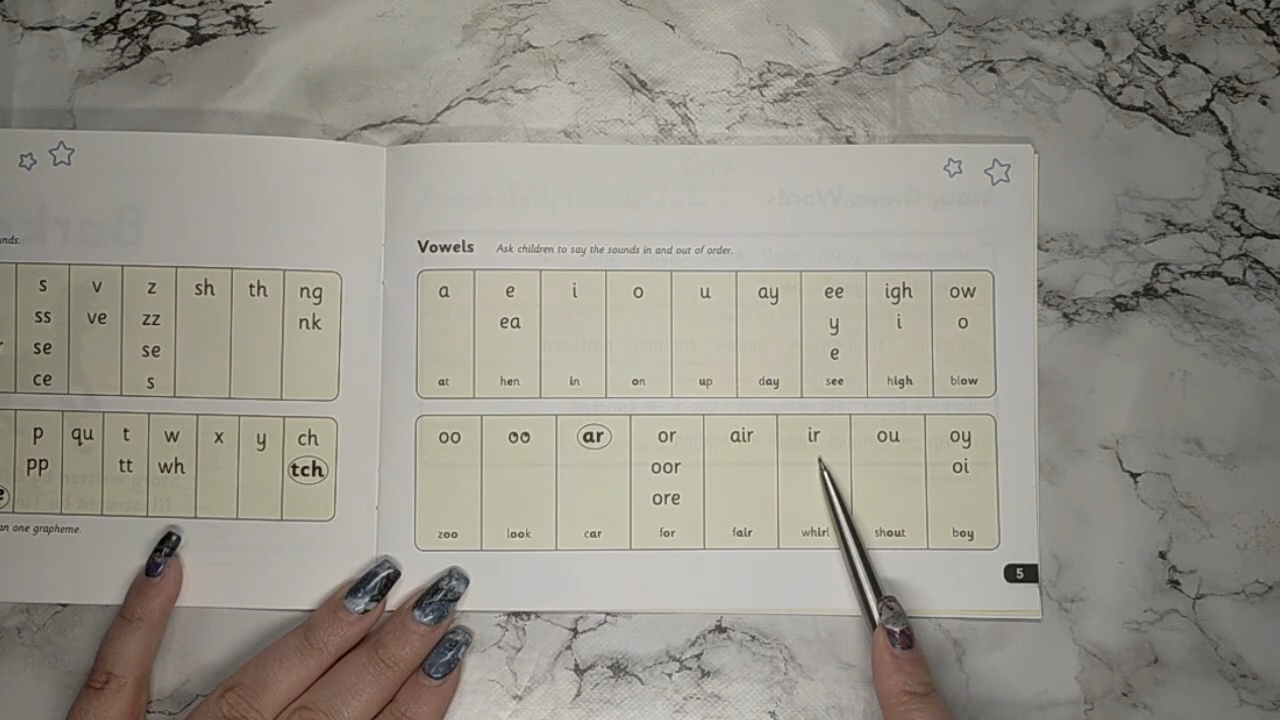 nds.
s v z sh th ng
ss ve zz nk
se se
ce s
p qu t w x y ch
pp tt wh tch
e
an one grapheme.
Vowels Ask children to say the sounds in and out of order.
a e i o u ay ee igh ow
ea y i o
e
at hen in on up day see high blow
oo oo ar or air ir ou oy
oor oi
ore
zoo look car for fair whirl shout boy
5